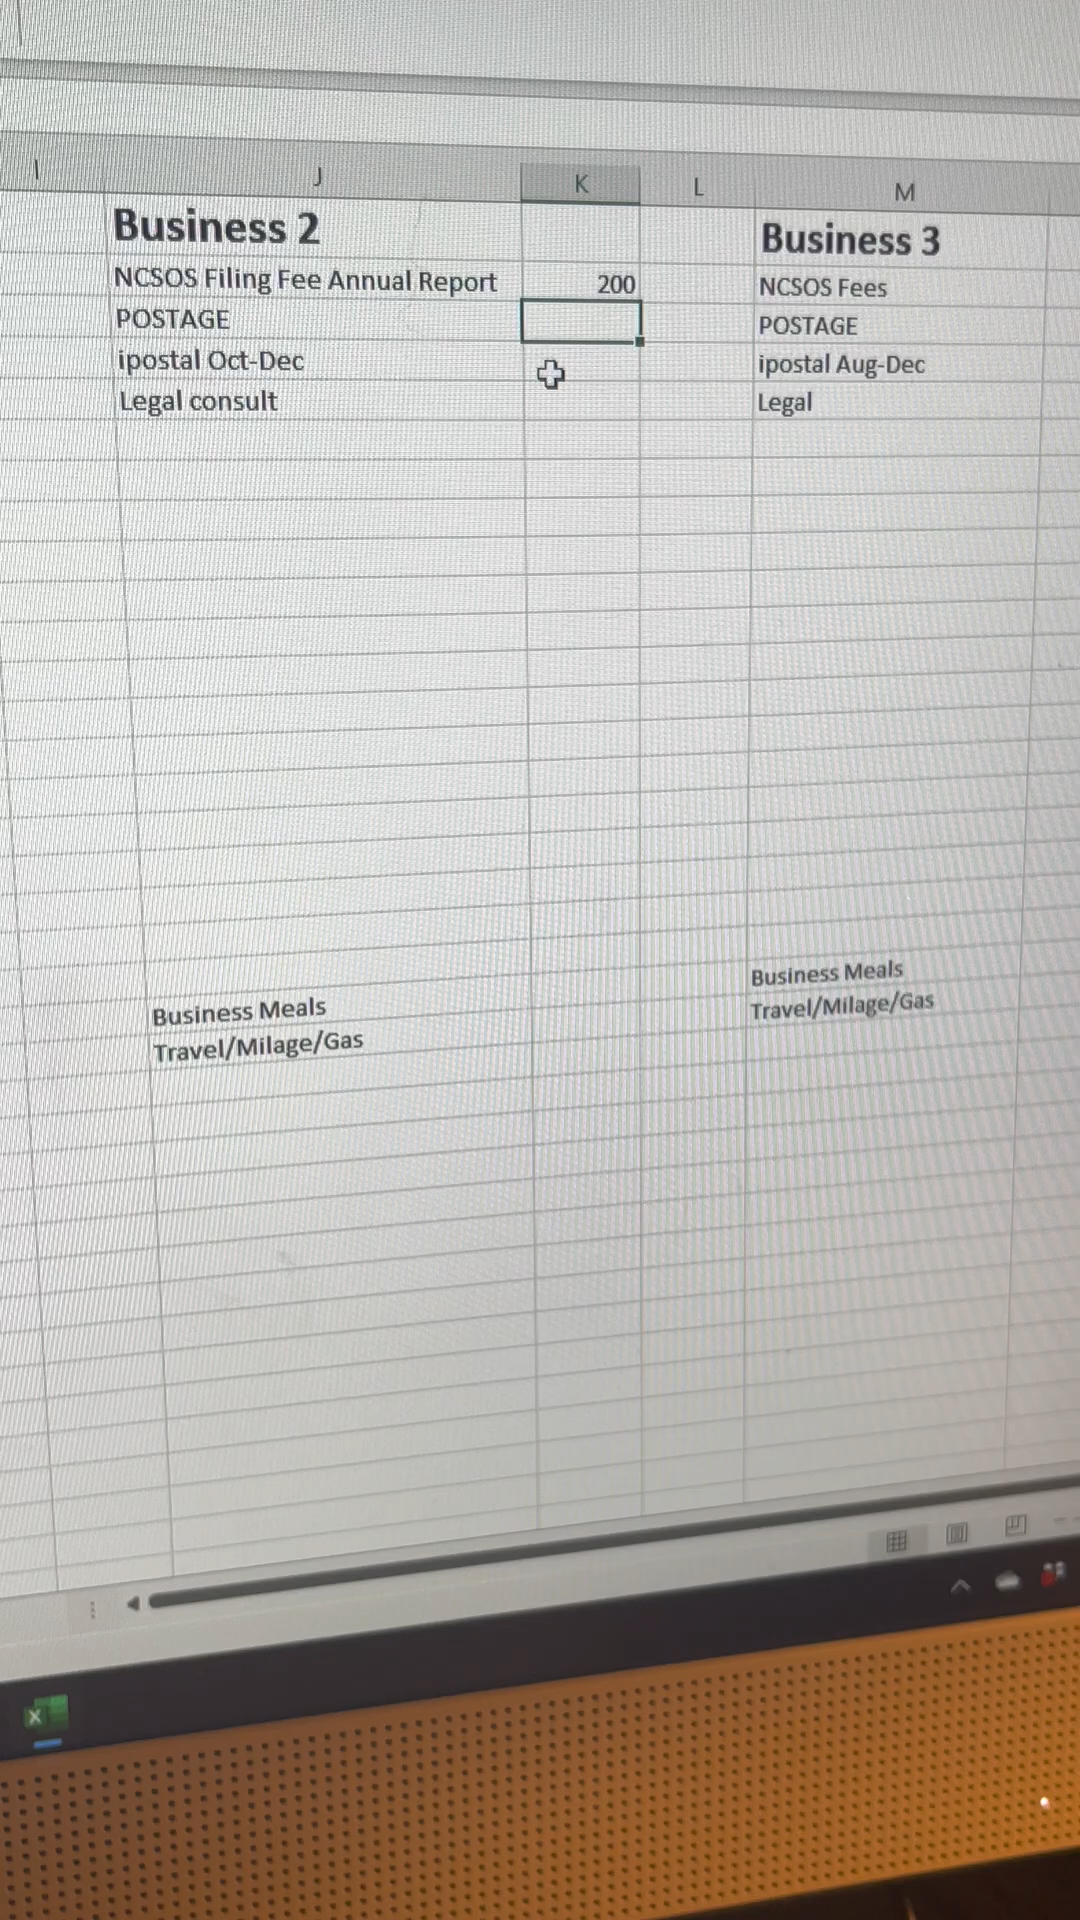 I J K L M
Business 2 Business 3
NCSOS Filing Fee Annual Report 200 NCSOS Fees
POSTAGE POSTAGE
ipostal Oct-Dec ipostal Aug-Dec
Legal consult Legal
Business Meals Business Meals
Travel/Milage/Gas Travel/Milage/Gas
X